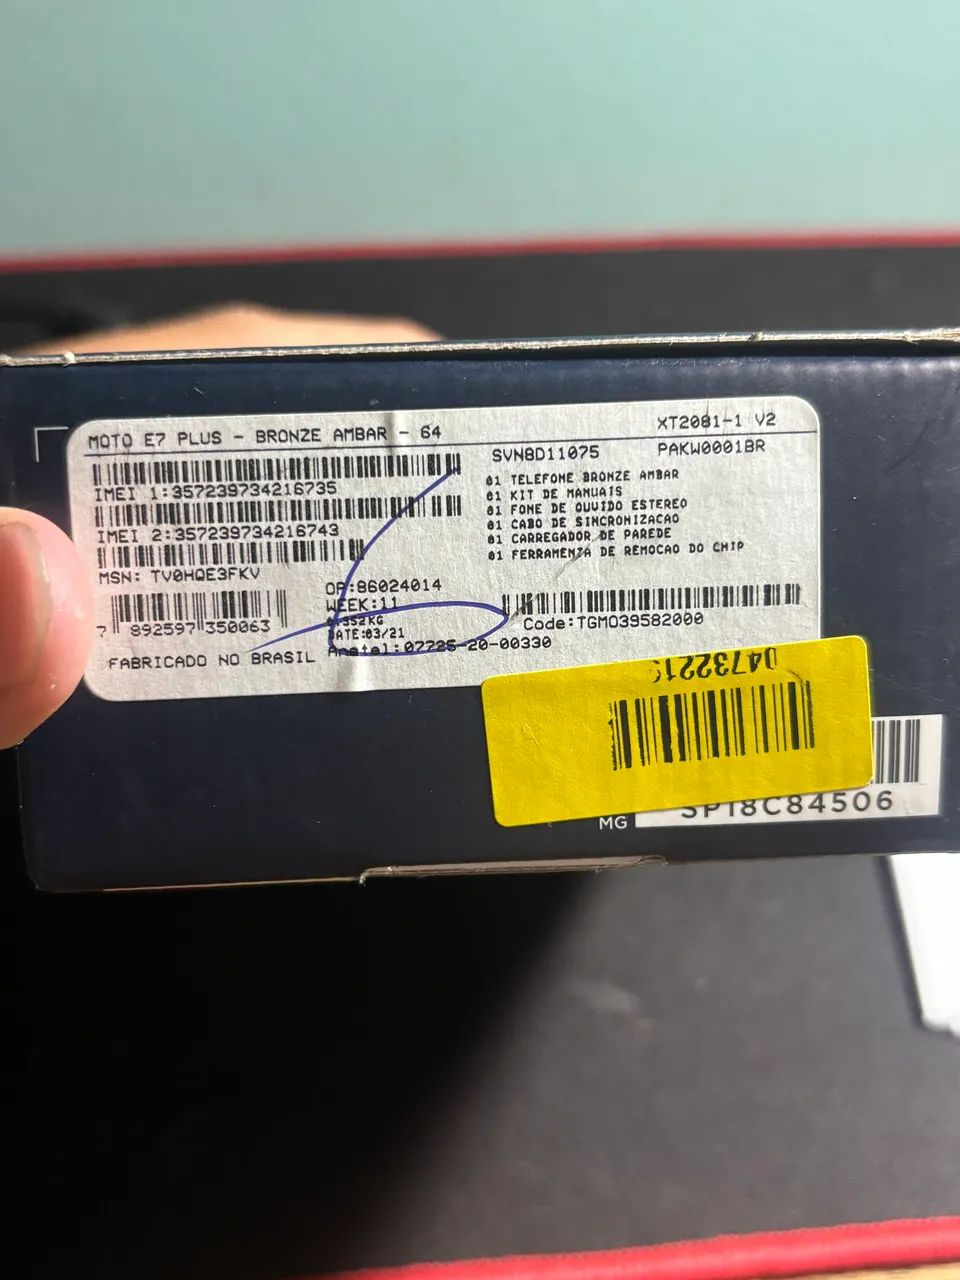 MOTO E7 PLUS - BRONZE AMBAR - 64
XT2081-1 V2
SVN8D11075
PAKW0001BR
IMEI 1:357239734216735
IMEI 2:357239734216743
MSN: TV0HQE3FKV
01 TELEFONE BRONZE AMBAR
01 KIT DE MANUAIS
01 FONE DE OUVIDO ESTEREO
01 CABO DE SINCRONIZACAO
01 CARREGADOR DE PAREDE
01 FERRAMENTA DE REMOCAO DO CHIP
OP:86024014
WEEK:11
0.352KG
DATE:03/21
Anatel:07725-20-00330
7 892597 350063
FABRICADO NO BRASIL
Code:TGMO39582000
MG
SP18C84506